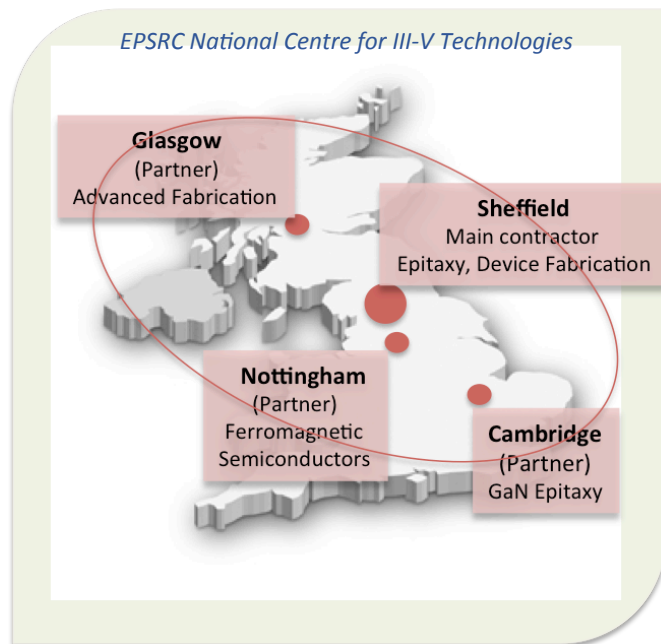 EPSRC National Centre for III-V Technologies
Glasgow
(Partner)
Advanced Fabrication
Sheffield
Main contractor
Epitaxy, Device Fabrication
Nottingham
(Partner)
Ferromagnetic
Semiconductors
Cambridge
(Partner)
GaN Epitaxy